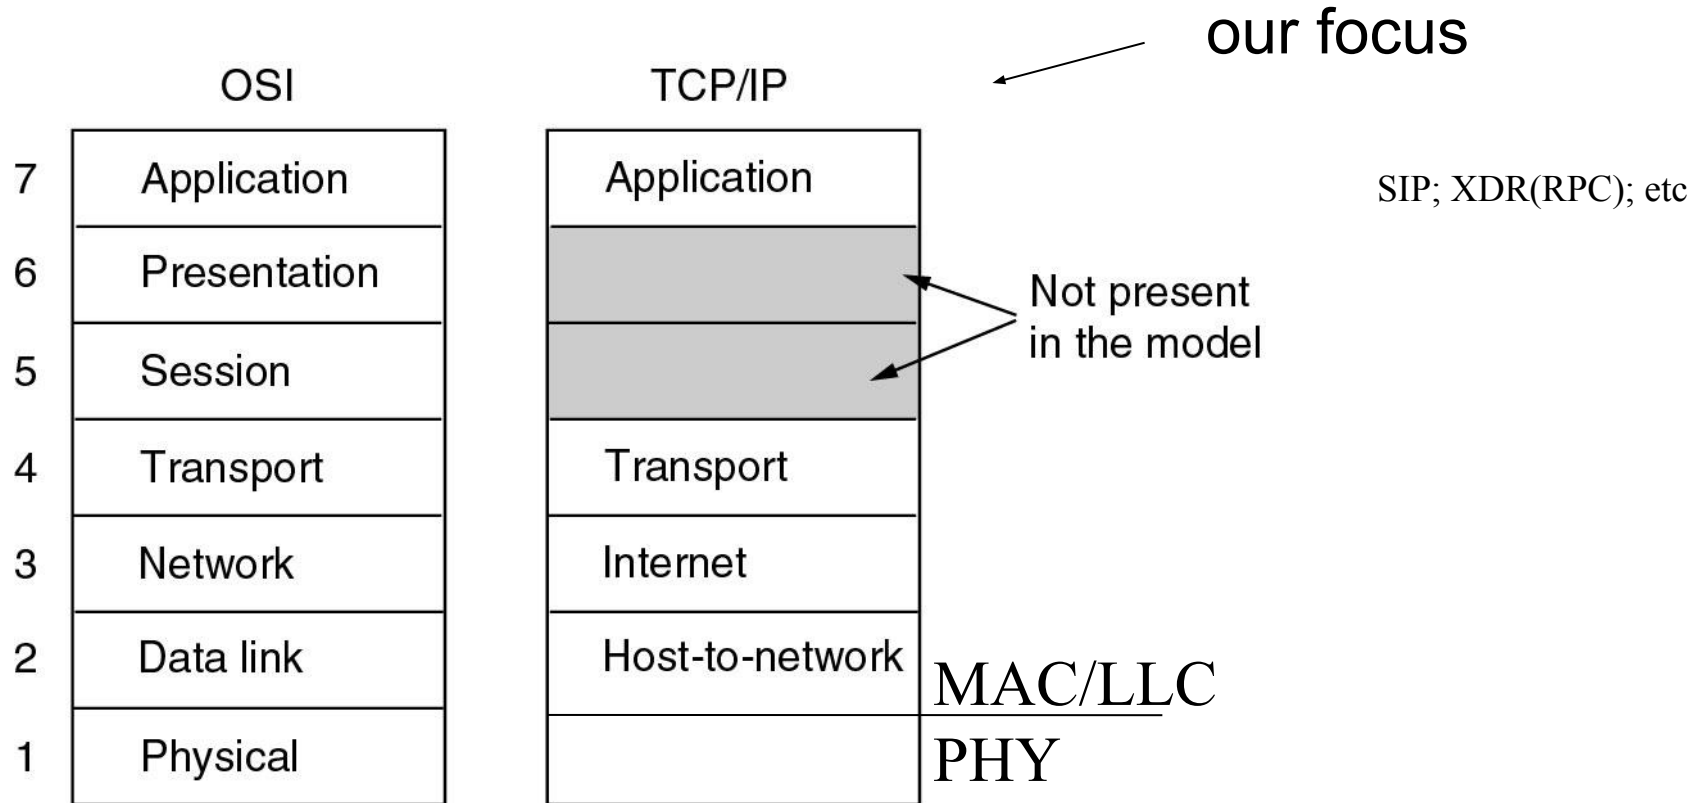 our focus
OSI
TCP/IP
7
Application
Application
SIP; XDR(RPC); etc
6
Presentation
Not present
in the model
5
Session
4
Transport
Transport
3
Network
Internet
2
Data link
Host-to-network
MAC/LLC
1
Physical
PHY